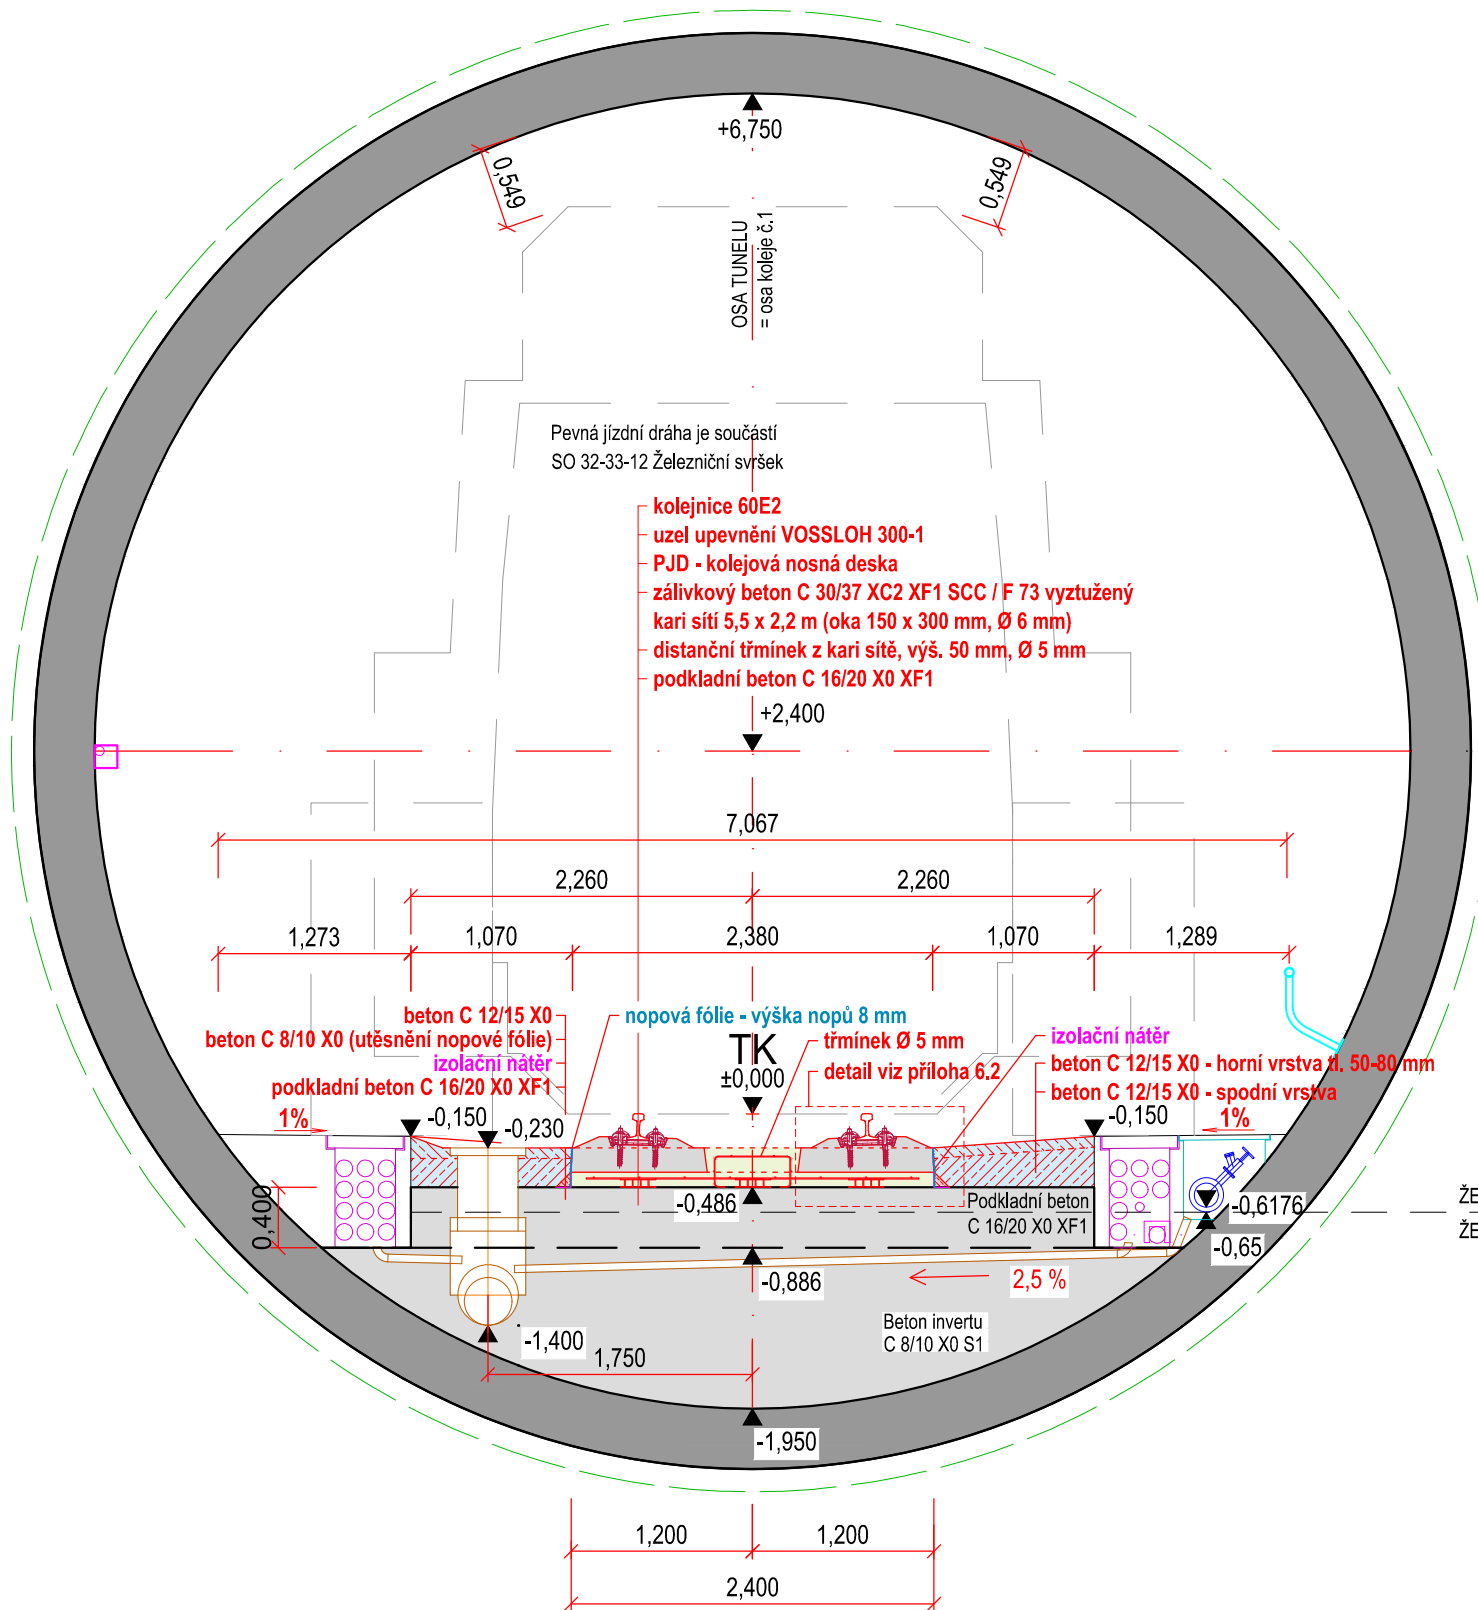 +6,750
0,549
0,549
OSA TUNELU
= osa koleje č.1
Pevná jízdní dráha je součástí
SO 32-33-12 Železniční svršek
kolejnice 60E2
uzel upevnění VOSSLOH 300-1
PJD - kolejová nosná deska
zálivkový beton C 30/37 XC2 XF1 SCC / F 73 vyztužený
kari sítí 5,5 x 2,2 m (oka 150 x 300 mm, Ø 6 mm)
distanční třmínek z kari sítě, výš. 50 mm, Ø 5 mm
podkladní beton C 16/20 X0 XF1
+2,400
7,067
2,260
2,260
1,273
1,070
2,380
1,070
1,289
beton C 12/15 X0
beton C 8/10 X0 (utěsnění nopové fólie)
izolační nátěr
podkladní beton C 16/20 X0 XF1
nopová fólie - výška nopů 8 mm
TK
±0,000
třmínek Ø 5 mm
detail viz příloha 6.2
izolační nátěr
beton C 12/15 X0 - horní vrstva tl. 50-80 mm
beton C 12/15 X0 - spodní vrstva
1%
-0,150
-0,230
-0,150
1%
0,400
-0,486
Podkladní beton
C 16/20 X0 XF1
-0,6176
-0,65
ŽE
ŽE
-0,886
2,5 %
-1,400
Beton invertu
C 8/10 X0 S1
1,750
-1,950
1,200
1,200
2,400